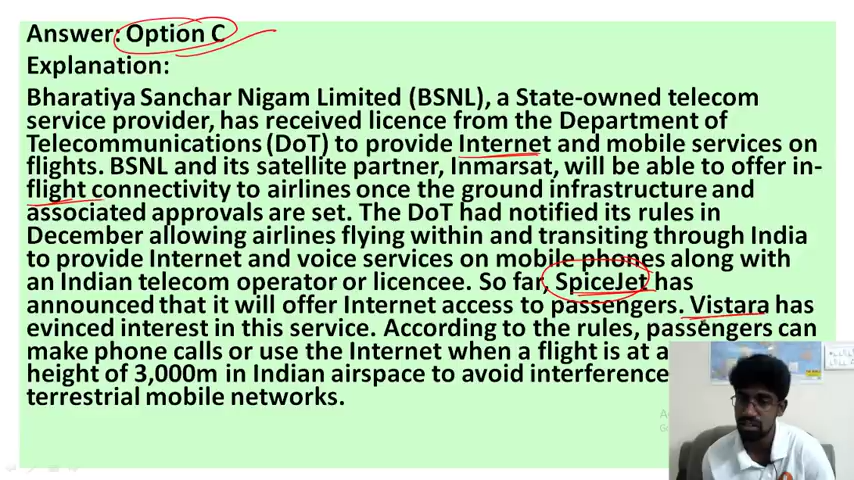 Answer: Option C
Explanation:
Bharatiya Sanchar Nigam Limited (BSNL), a State-owned telecom
service provider, has received licence from the Department of
Telecommunications (DoT) to provide Internet and mobile services on
flights. BSNL and its satellite partner, Inmarsat, will be able to offer in-
flight connectivity to airlines once the ground infrastructure and
associated approvals are set. The DoT had notified its rules in
December allowing airlines flying within and transiting through India
to provide Internet and voice services on mobile phones along with
an Indian telecom operator or licencee. So far, SpiceJet has
announced that it will offer Internet access to passengers. Vistara has
evinced interest in this service. According to the rules, passengers can
make phone calls or use the Internet when a flight is at a
height of 3,000m in Indian airspace to avoid interference
terrestrial mobile networks.